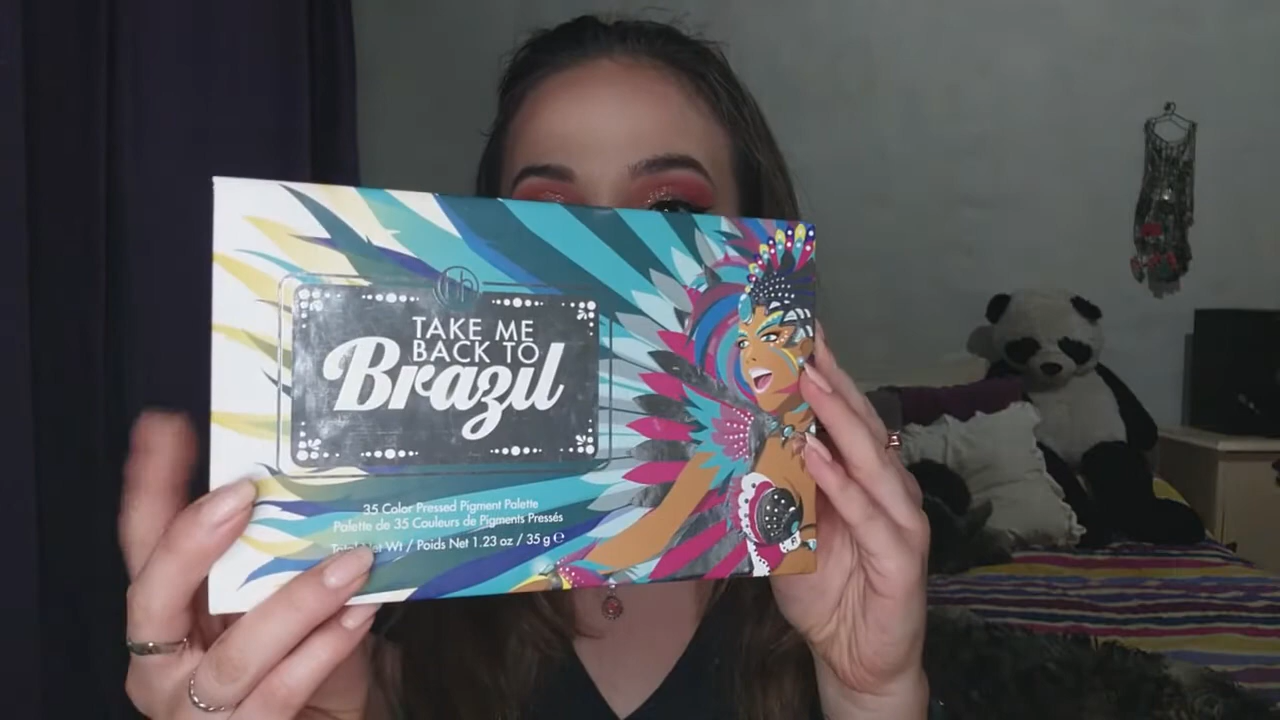 bh
TAKE ME
BACK TO
Brazil
35 Color Pressed Pigment Palette
Palette de 35 Couleurs de Pigments Pressés
Total Net Wt / Poids Net 1.23 oz / 35 g ℮